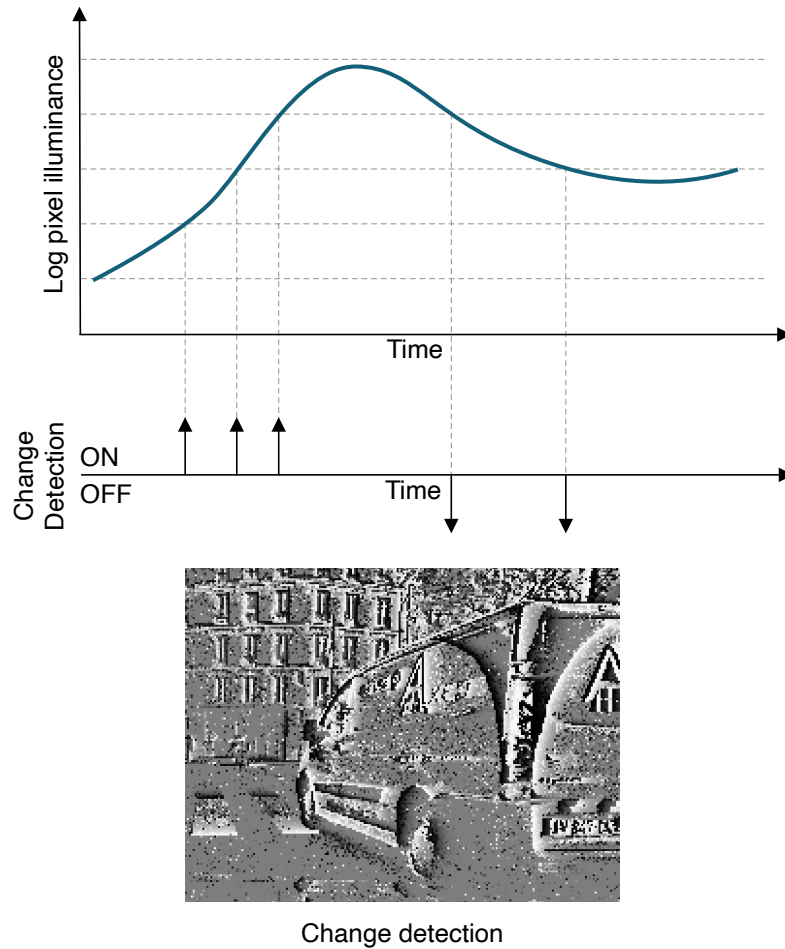 Log pixel illuminance
Time
Change
Detection
ON
OFF
Time
Change detection